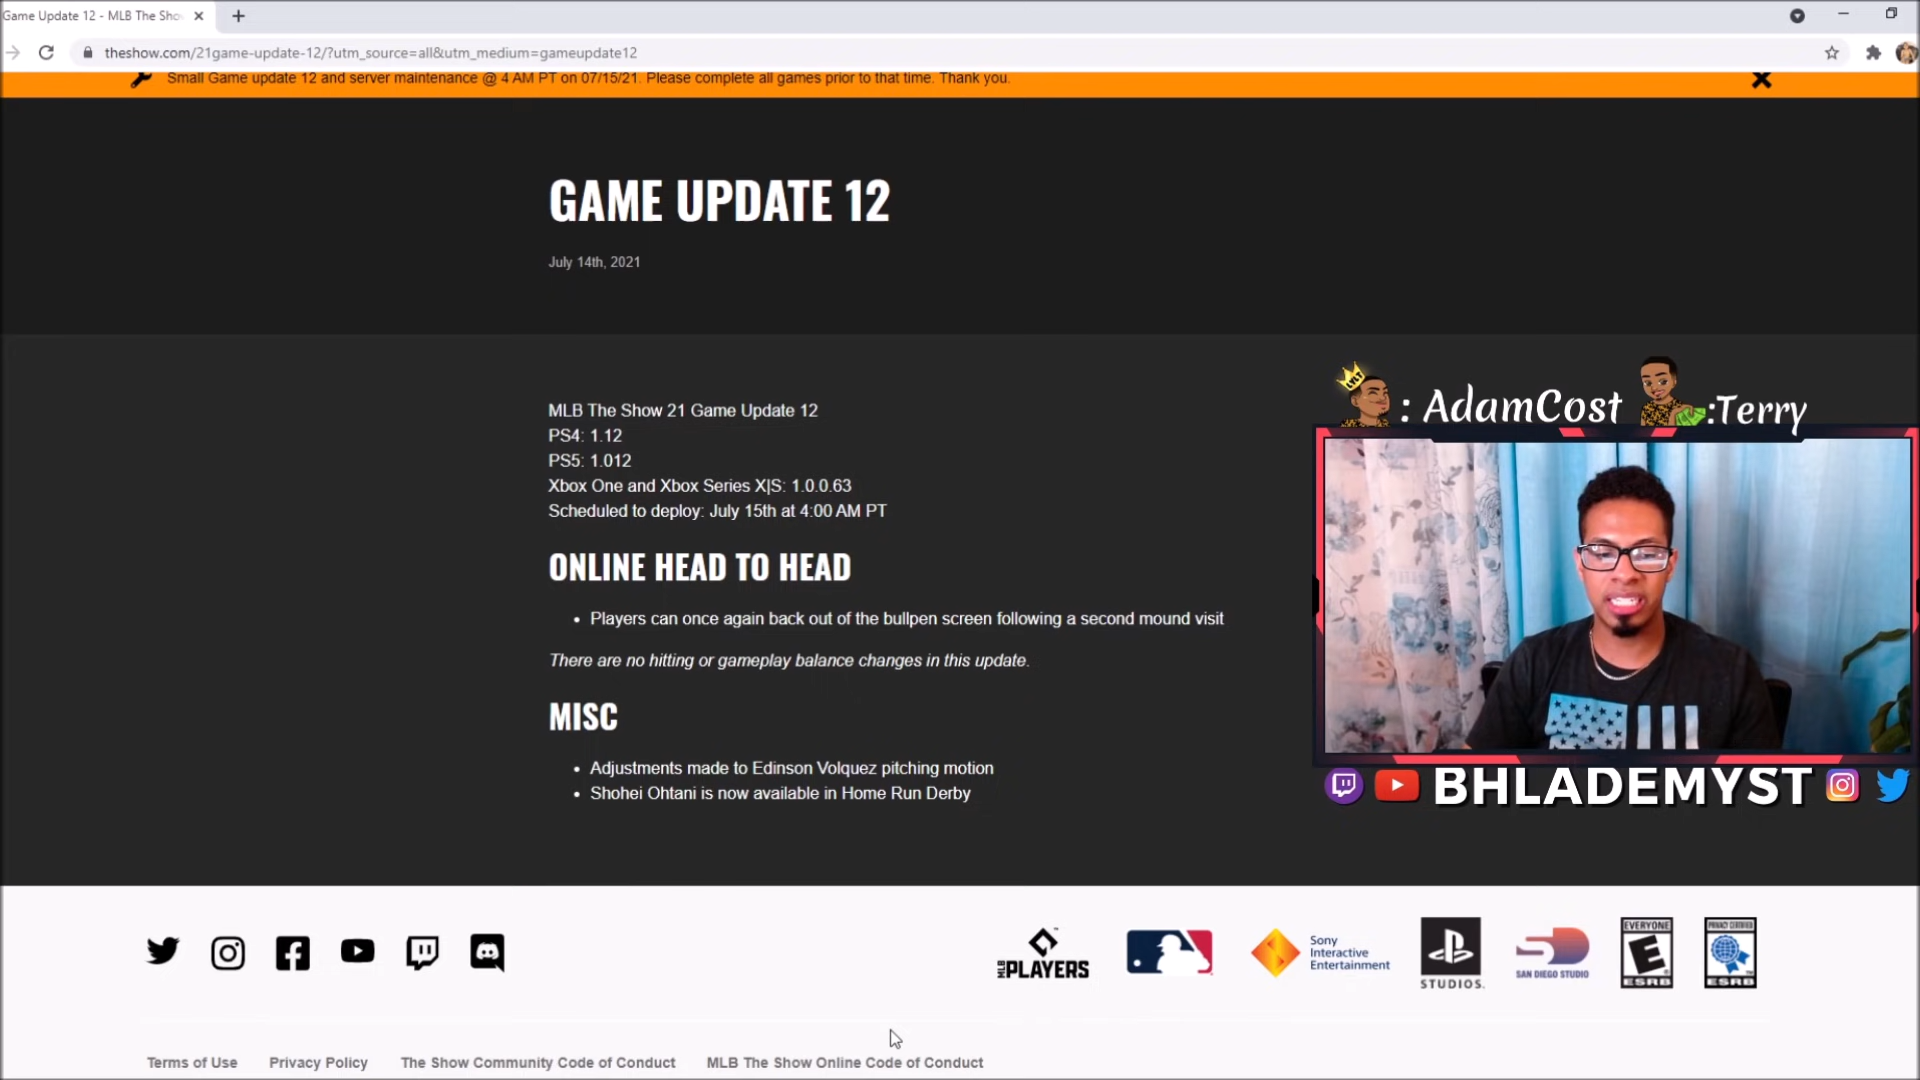 Game Update 12 - MLB The Sho
theshow.com/21game-update-12/?utm_source=all&utm_medium=gameupdate12
Small Game update 12 and server maintenance @ 4 AM PT on 07/15/21. Please complete all games prior to that time. Thank you.
GAME UPDATE 12
July 14th, 2021
MLB The Show 21 Game Update 12
PS4: 1.12
PS5: 1.012
Xbox One and Xbox Series X|S: 1.0.0.63
Scheduled to deploy: July 15th at 4:00 AM PT
ONLINE HEAD TO HEAD
• Players can once again back out of the bullpen screen following a second mound visit
There are no hitting or gameplay balance changes in this update.
MISC
• Adjustments made to Edinson Volquez pitching motion
• Shohei Ohtani is now available in Home Run Derby
LVLT
: AdamCost :Terry
BHLADEMYST
MLB PLAYERS
Sony
Interactive
Entertainment
STUDIOS
SAN DIEGO STUDIO
EVERYONE
E
ESRB
PRIVACY CERTIFIED
ESRB
Terms of Use Privacy Policy The Show Community Code of Conduct MLB The Show Online Code of Conduct